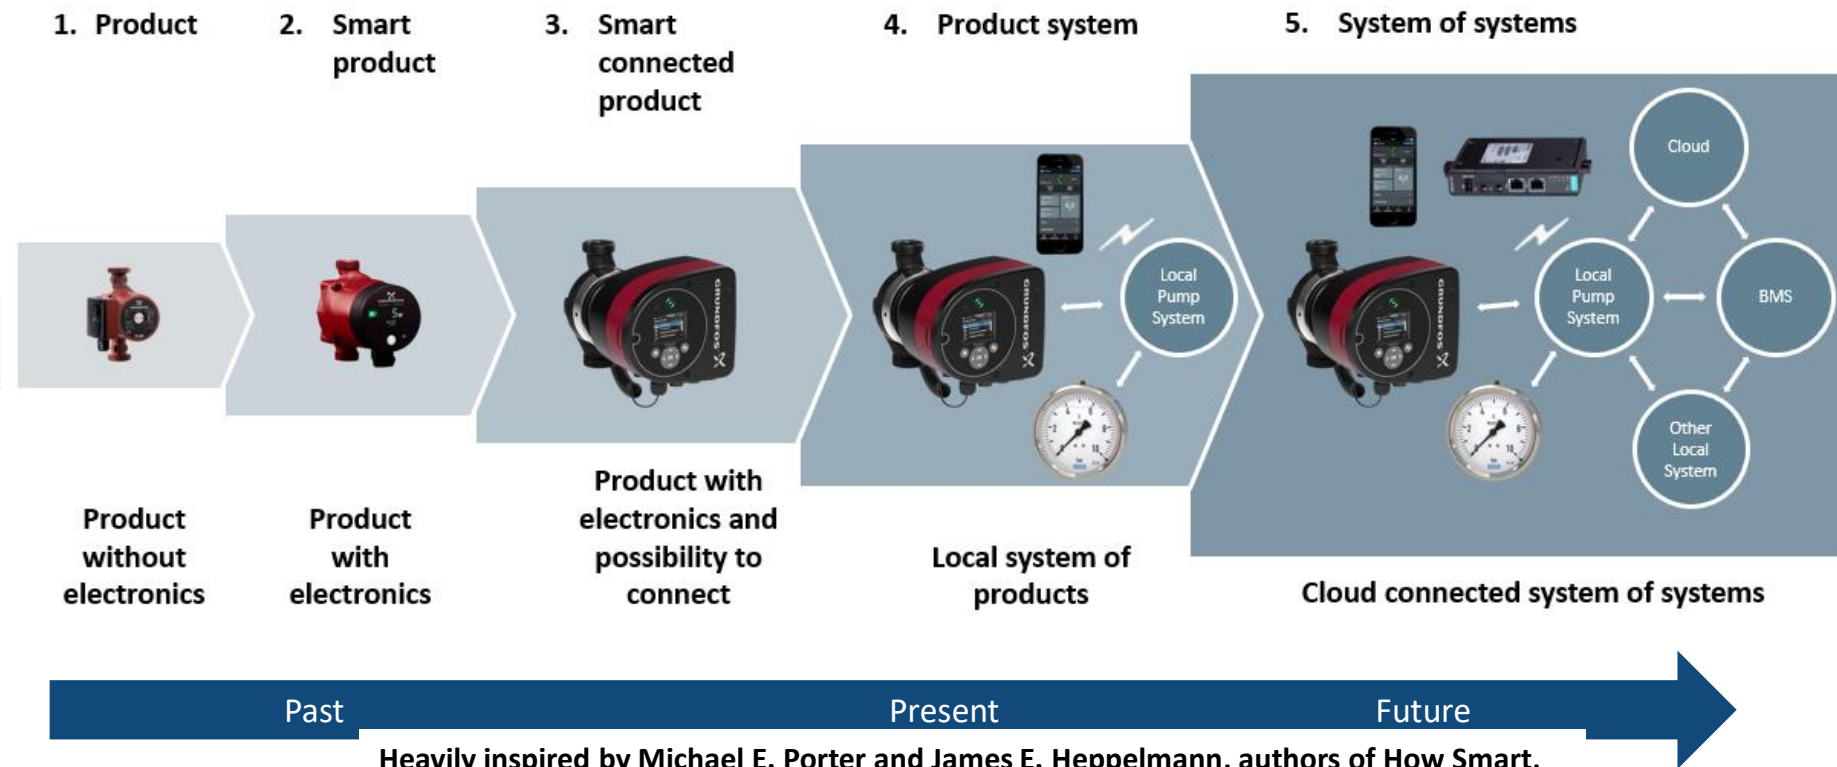 1. Product
2. Smart
product
3. Smart
connected
product
4. Product system
5. System of systems
GRUNDFOS
GRUNDFOS
Local
Pump
System
GRUNDFOS
Cloud
Local
Pump
System
BMS
Other
Local
System
Product
without
electronics
Product
with
electronics
Product with
electronics and
possibility to
connect
Local system of
products
Cloud connected system of systems
Past
Present
Future
Heavily inspired by Michael E. Porter and James E. Heppelmann, authors of How Smart,